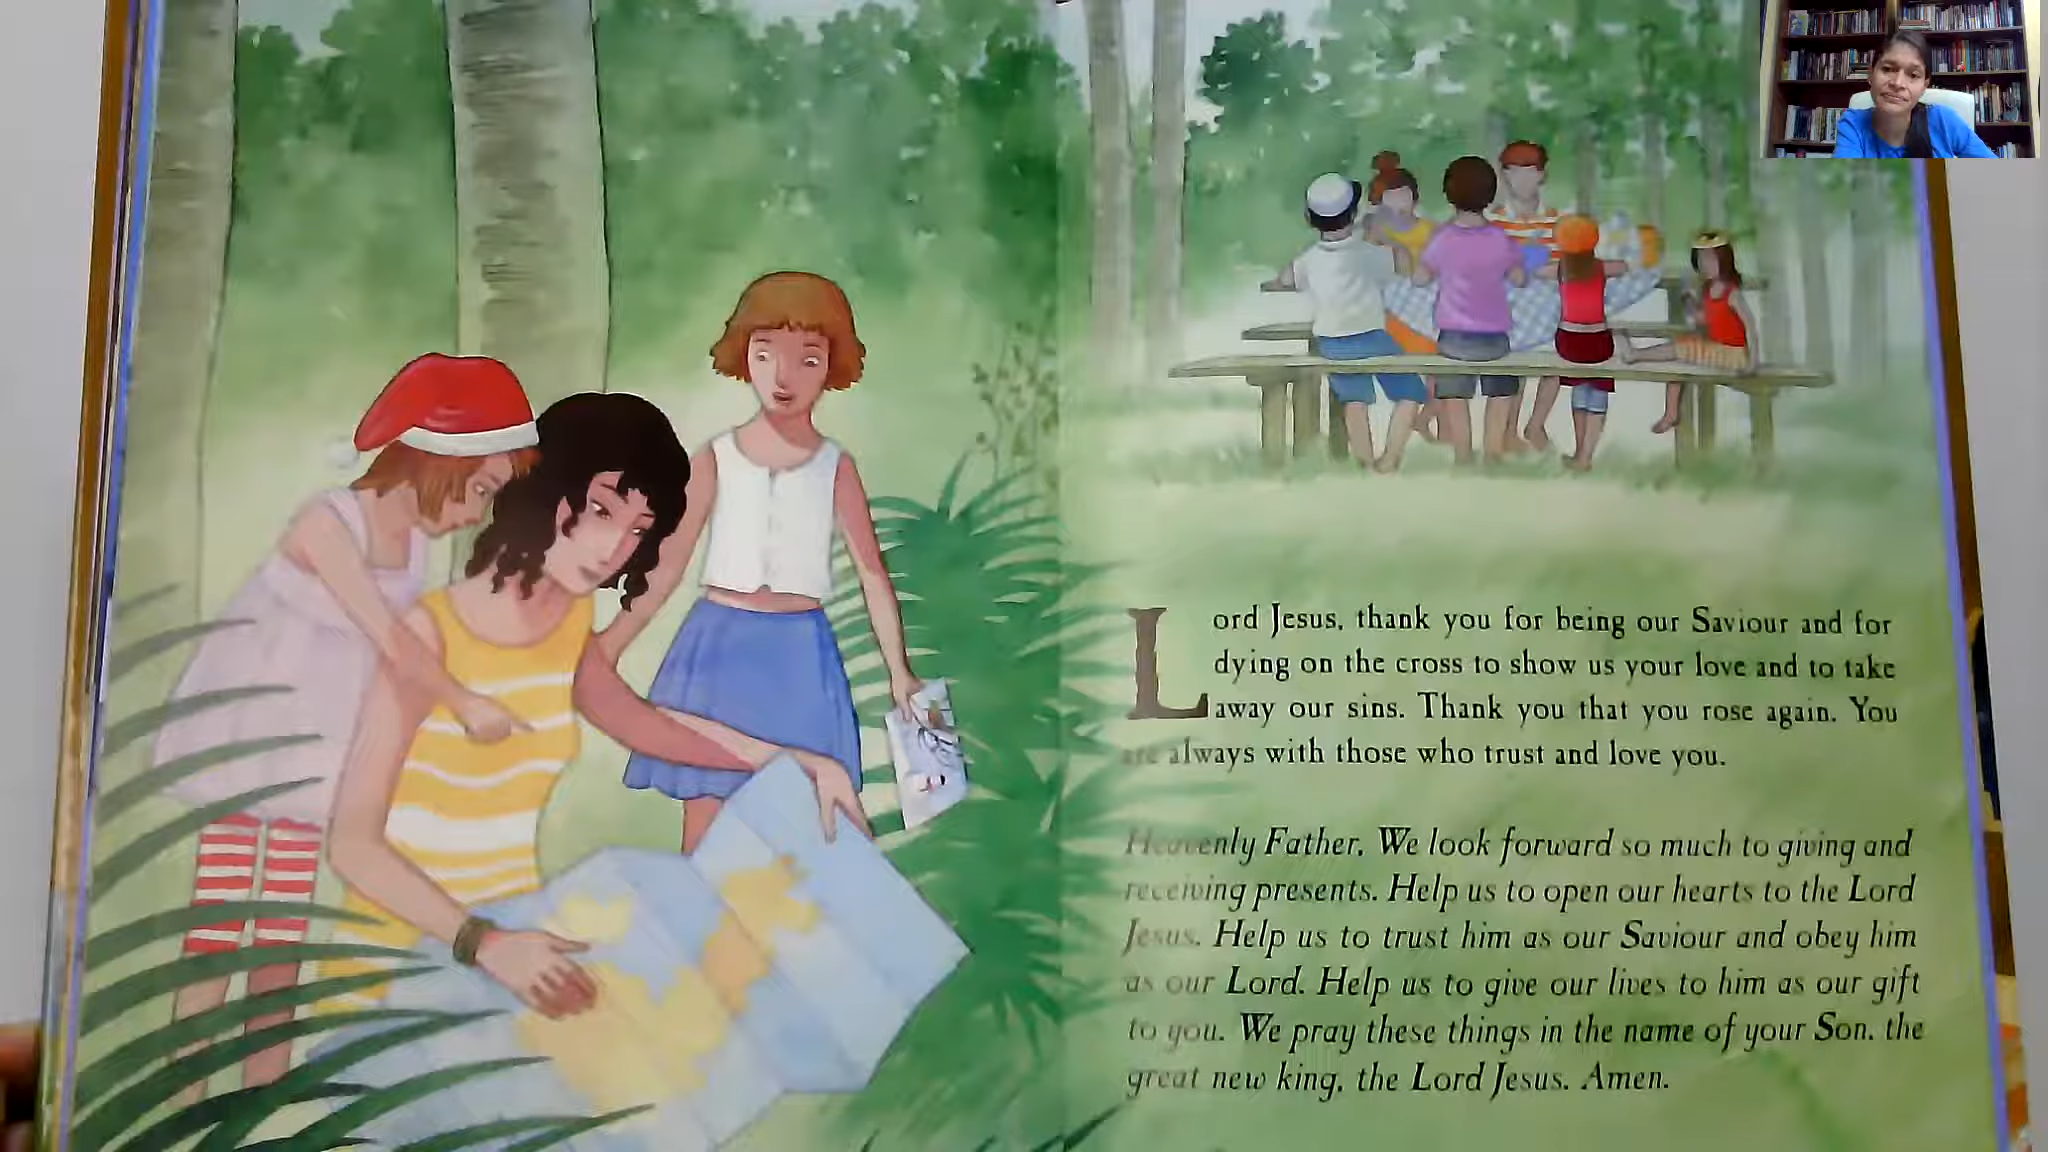 Lord Jesus, thank you for being our Saviour and for
dying on the cross to show us your love and to take
away our sins. Thank you that you rose again. You
are always with those who trust and love you.
Heavenly Father, We look forward so much to giving and
receiving presents. Help us to open our hearts to the Lord
Jesus. Help us to trust him as our Saviour and obey him
as our Lord. Help us to give our lives to him as our gift
to you. We pray these things in the name of your Son, the
great new king, the Lord Jesus. Amen.